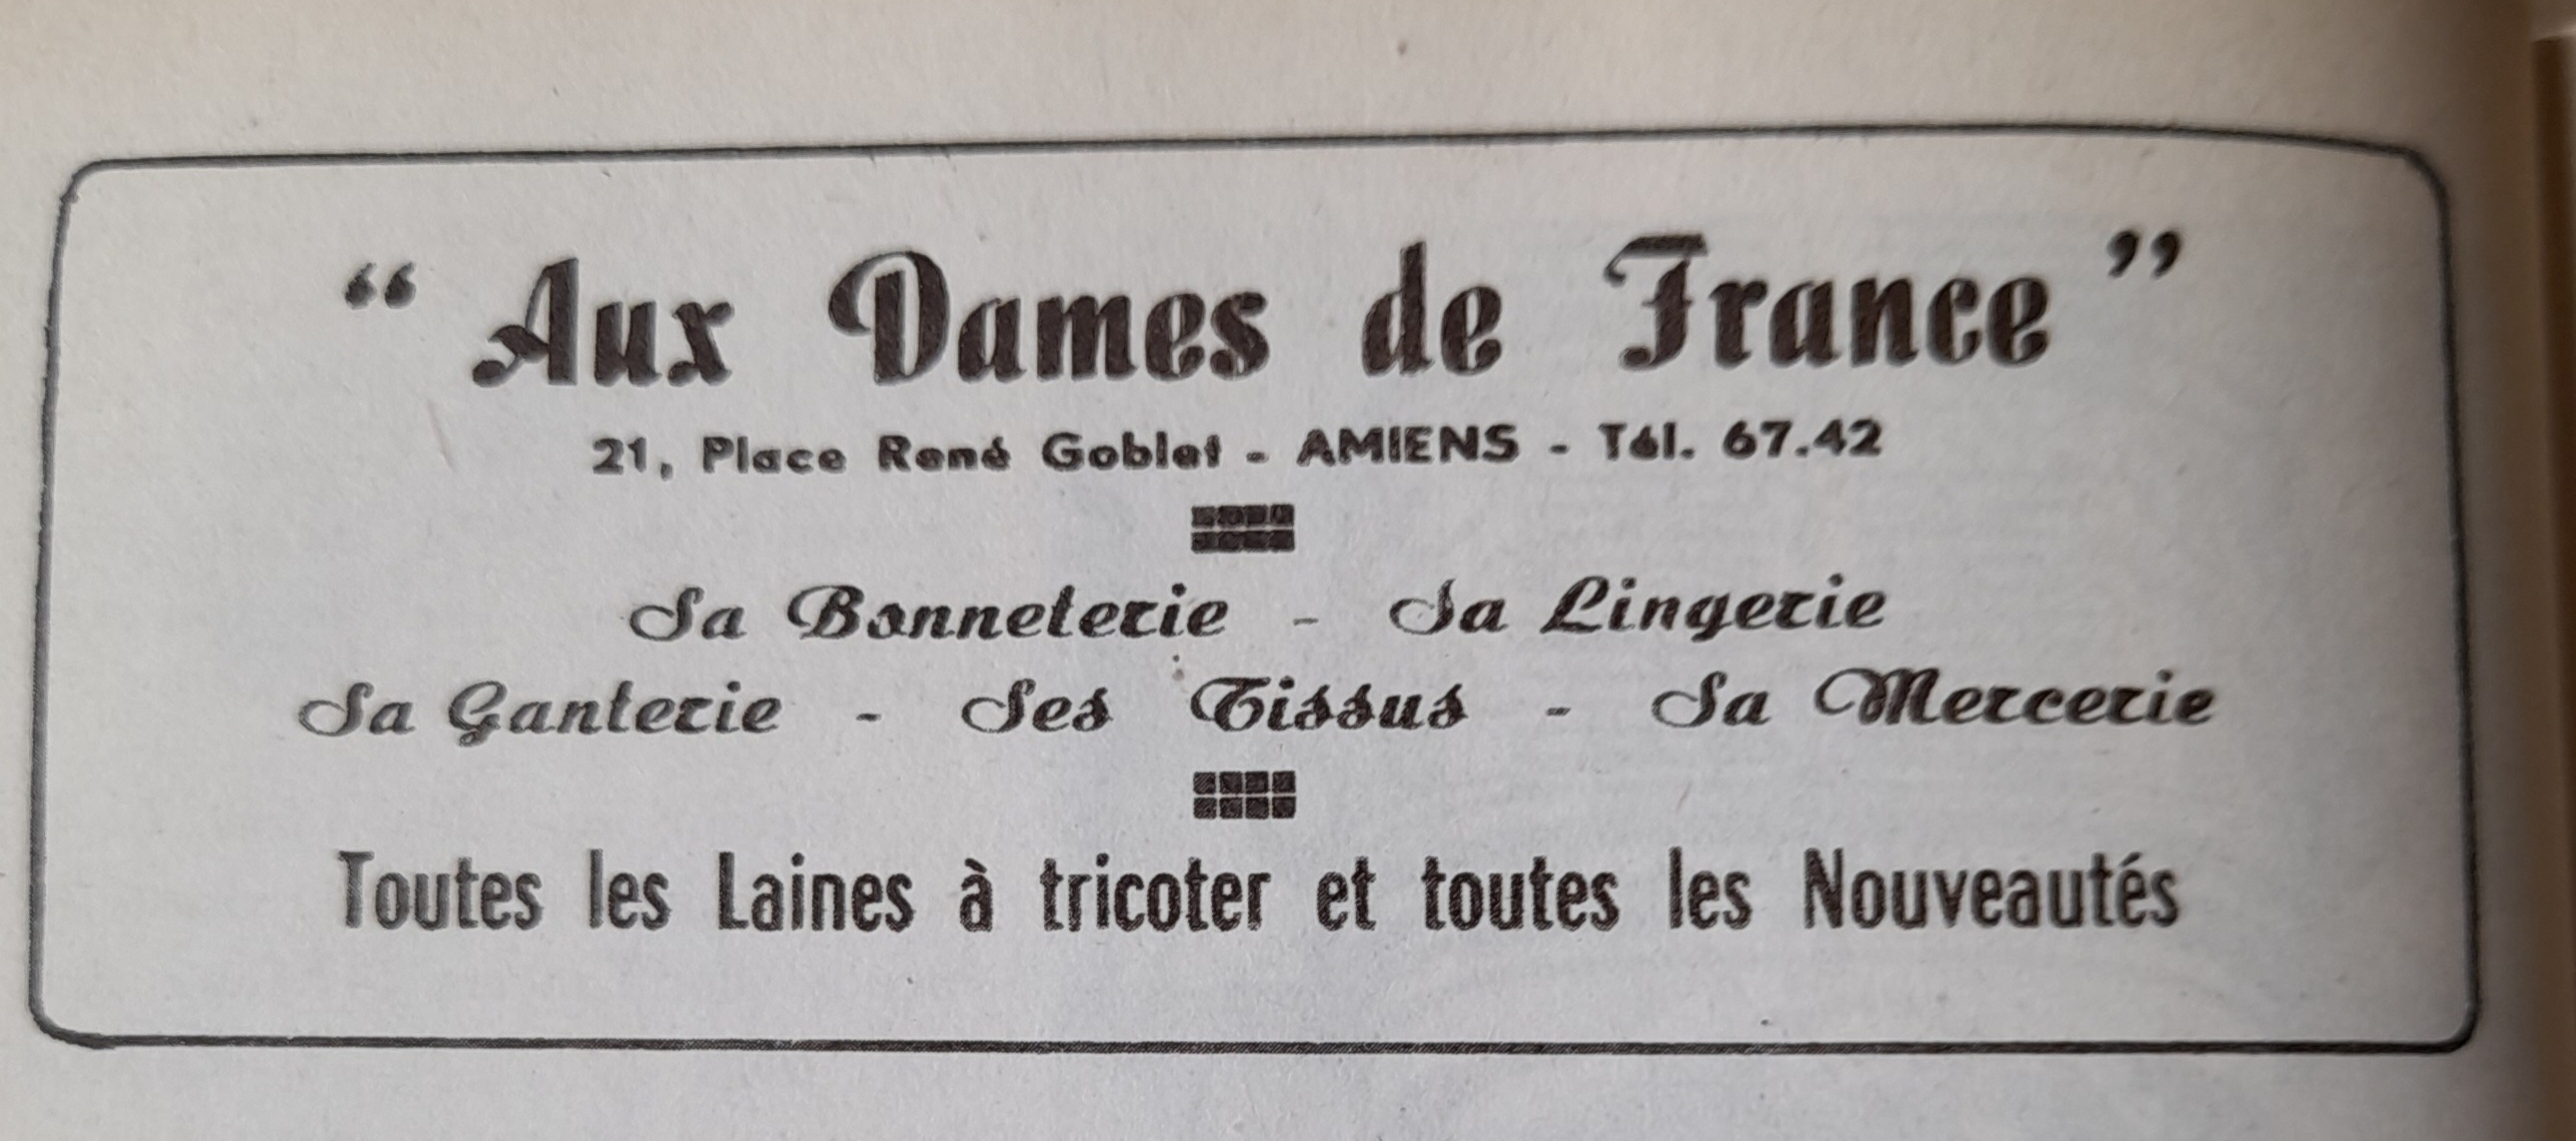 “ Aux Dames de France ”
21, Place René Goblet - AMIENS - Tél. 67.42
Sa Bonneterie - Sa Lingerie
Sa Ganterie - Ses Tissus - Sa Mercerie
Toutes les Laines à tricoter et toutes les Nouveautés